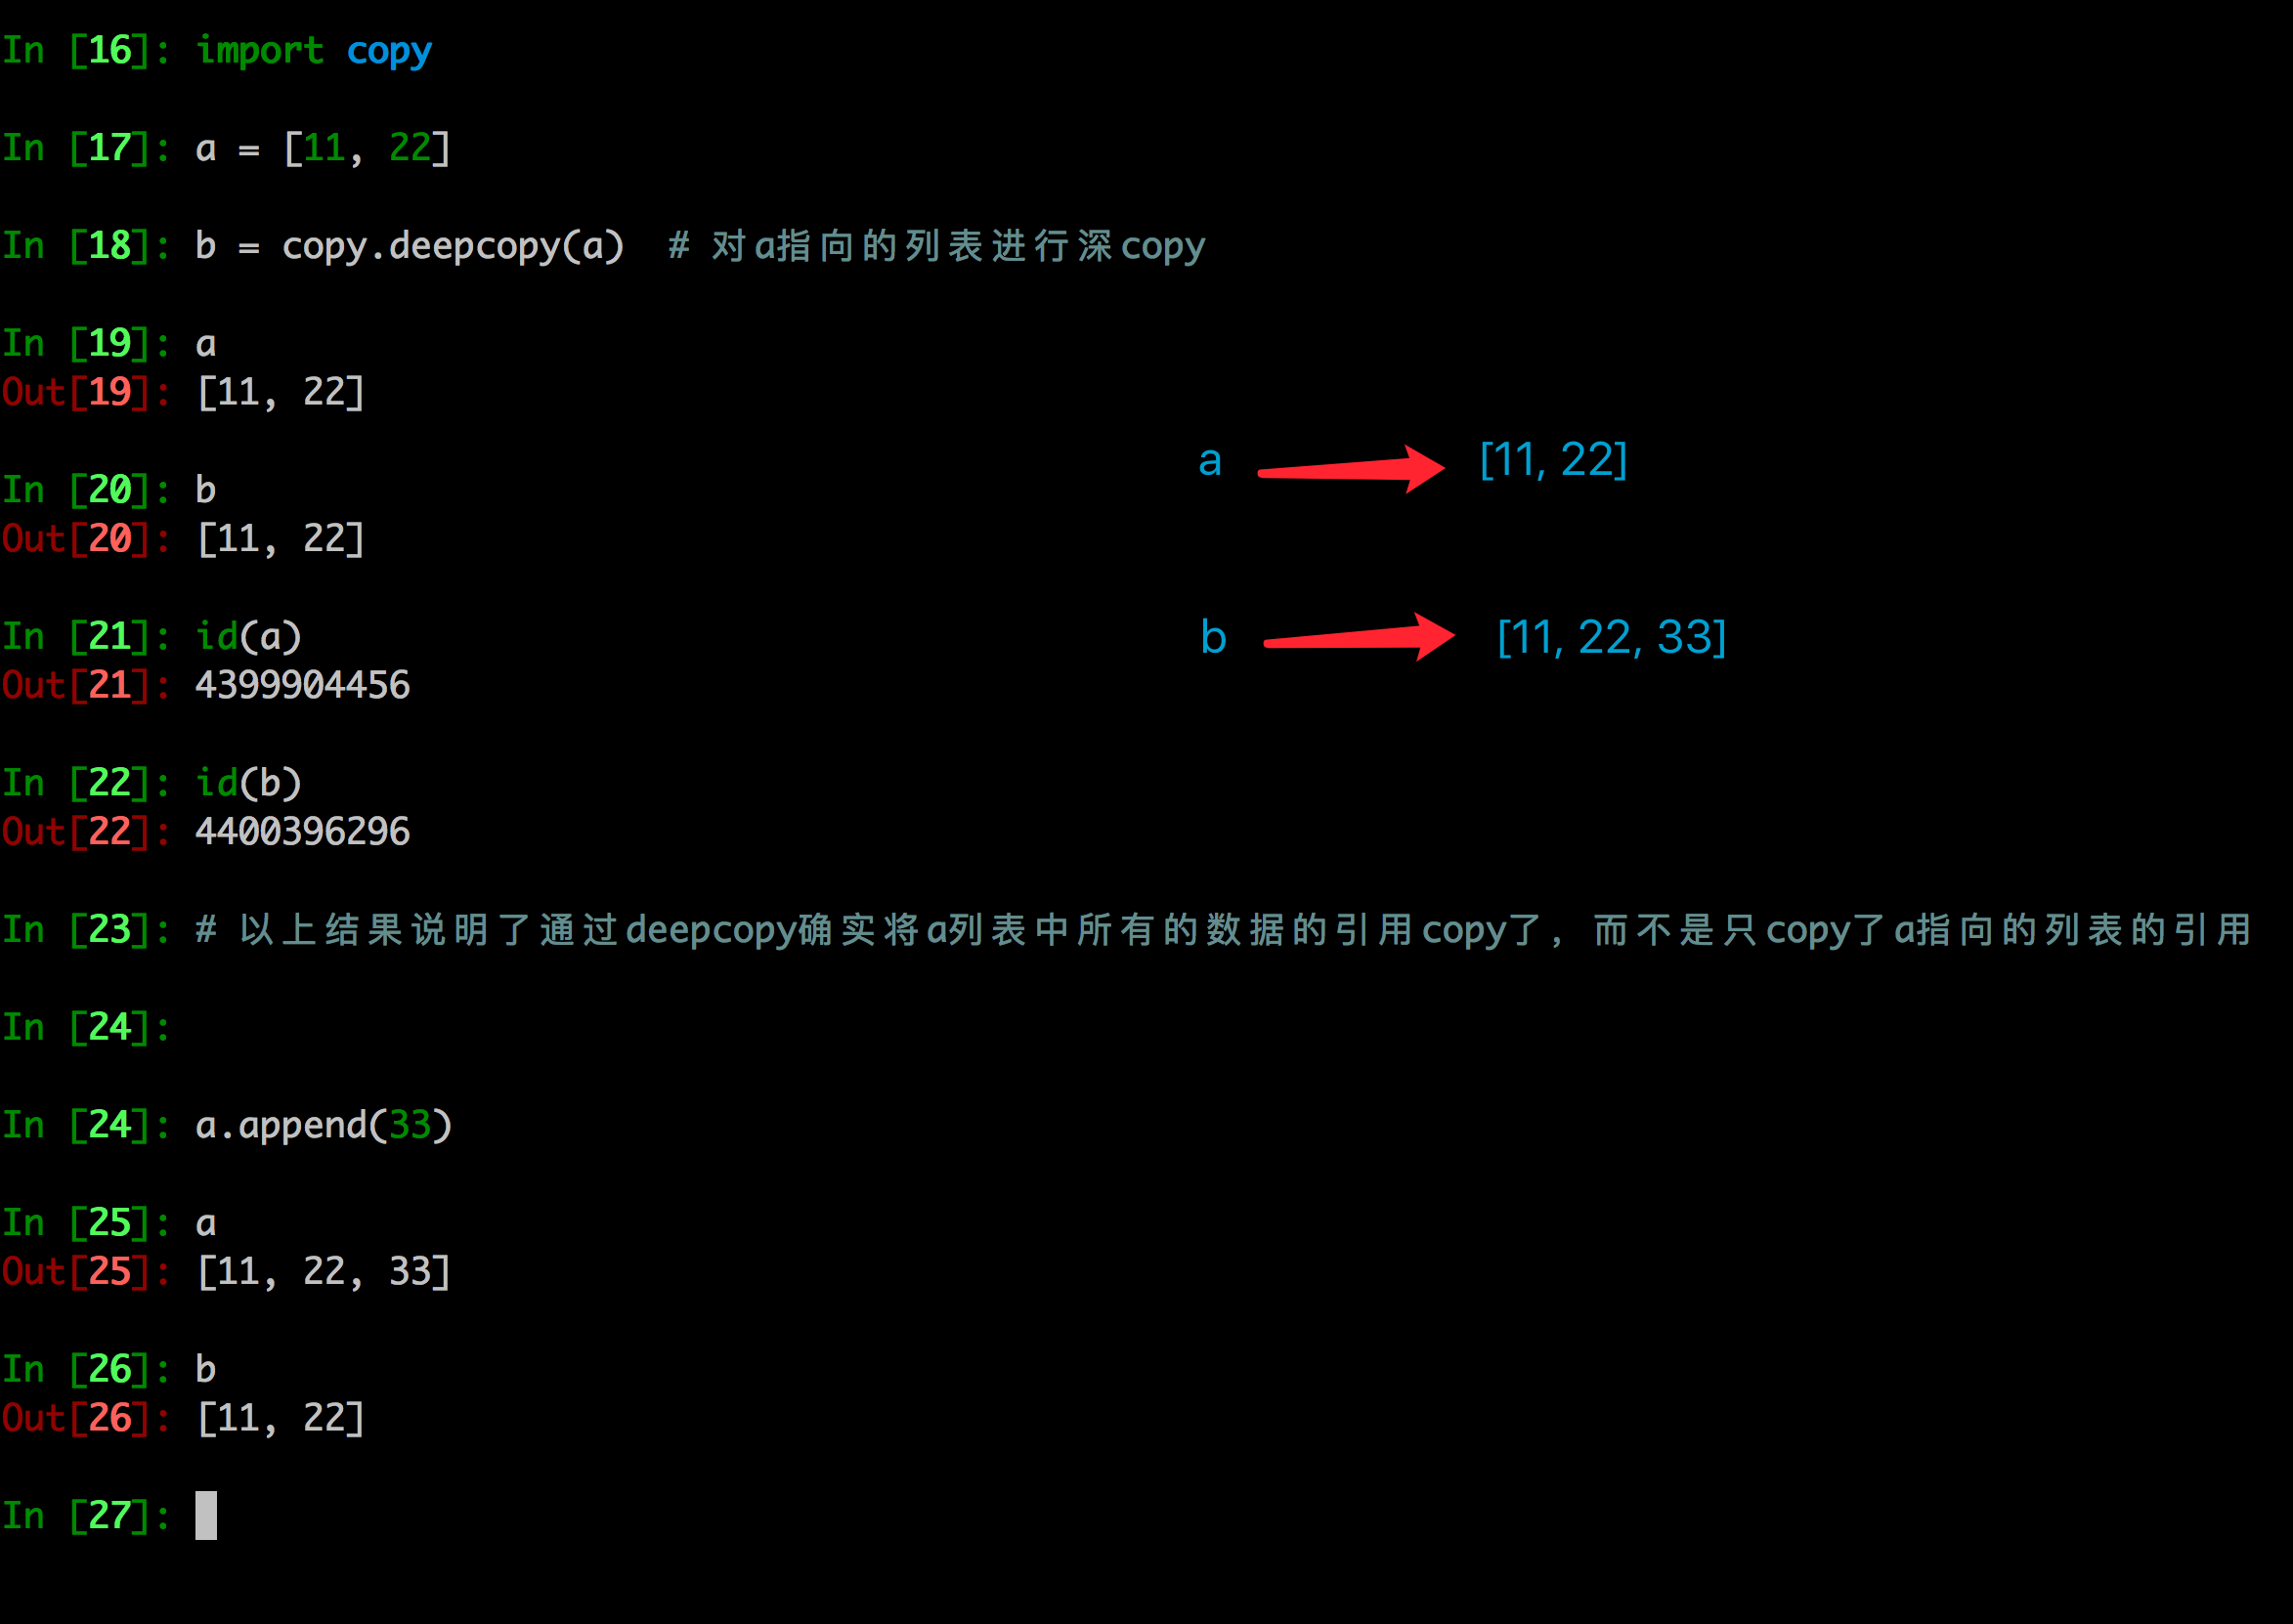 In [16]: import copy
In [17]: a = [11, 22]
In [18]: b = copy.deepcopy(a)  # 对a指向的列表进行深copy
In [19]: a
Out[19]: [11, 22]
In [20]: b
Out[20]: [11, 22]
a [11, 22]
b [11, 22, 33]
In [21]: id(a)
Out[21]: 4399904456
In [22]: id(b)
Out[22]: 4400396296
In [23]: # 以上结果说明了通过deepcopy确实将a列表中所有的数据的引用copy了，而不是只copy了a指向的列表的引用
In [24]:
In [24]: a.append(33)
In [25]: a
Out[25]: [11, 22, 33]
In [26]: b
Out[26]: [11, 22]
In [27]: